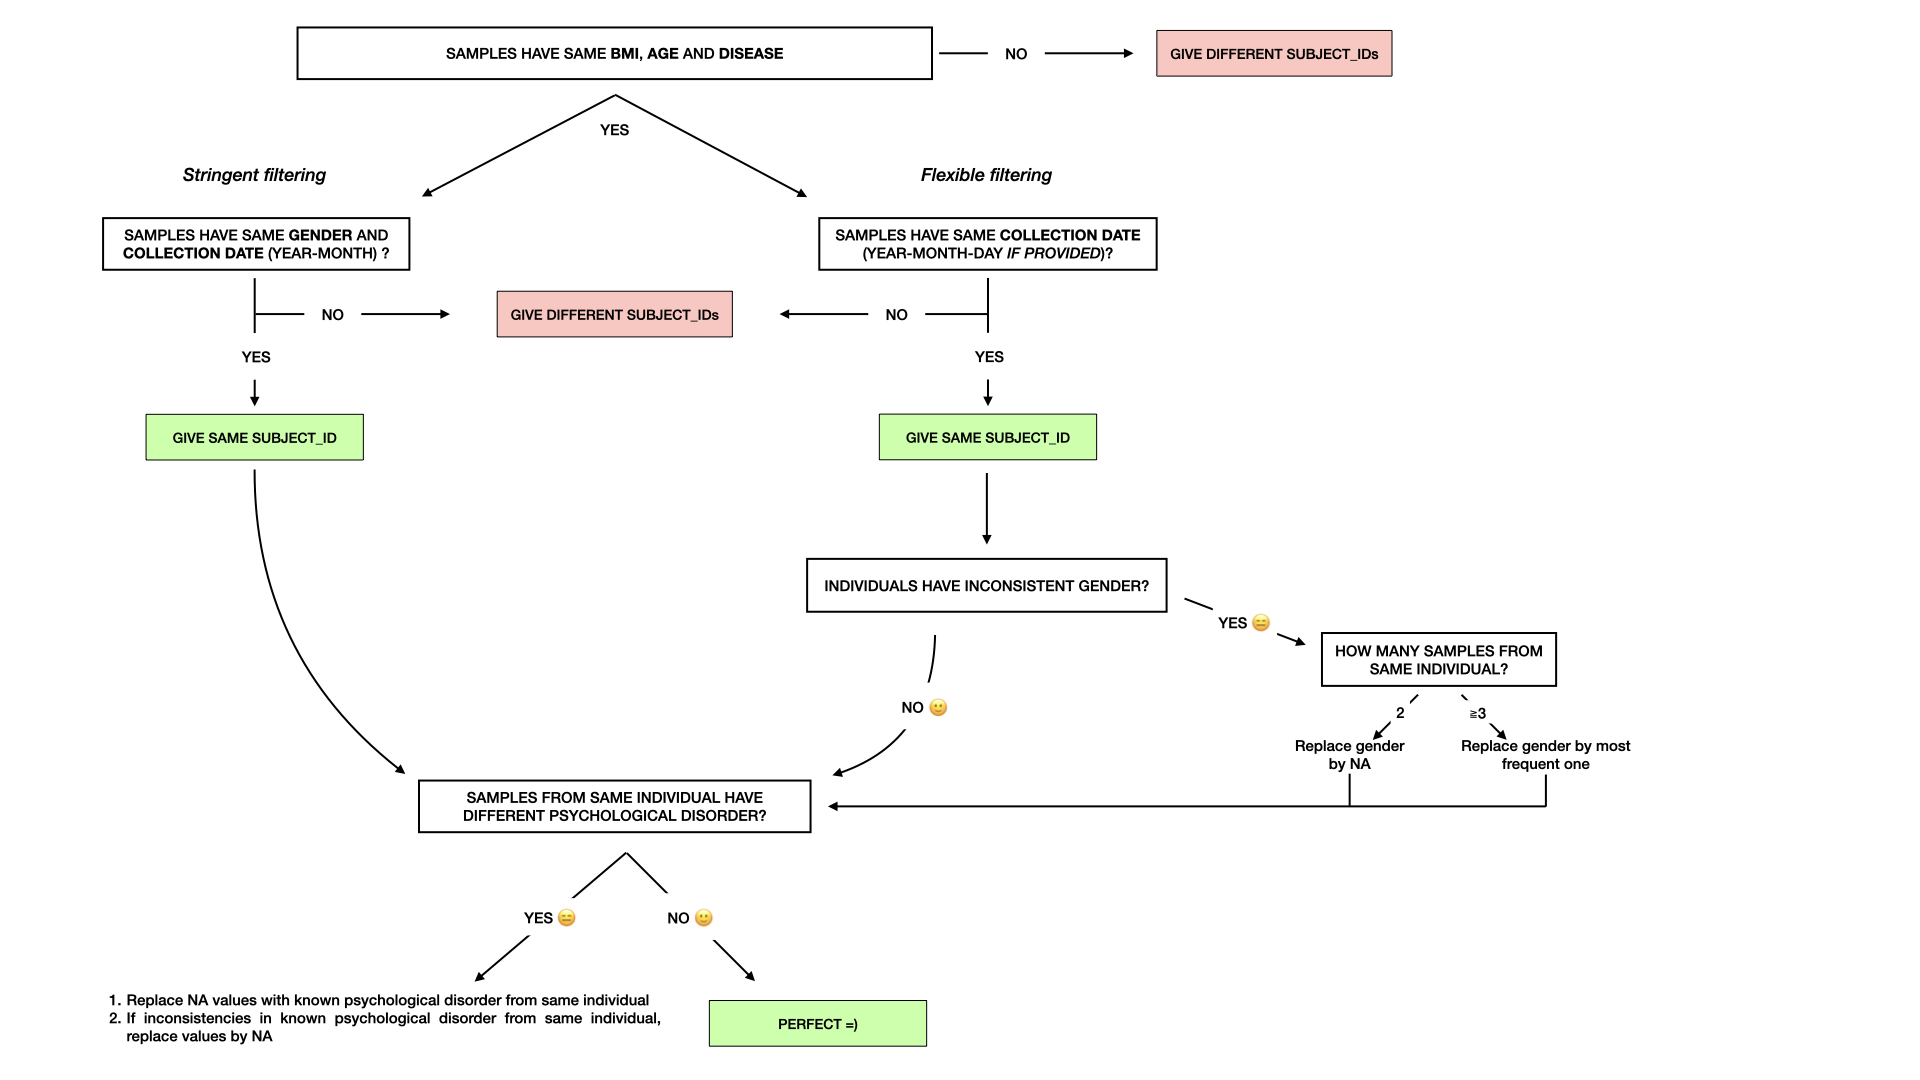 SAMPLES HAVE SAME BMI, AGE AND DISEASE
NO
GIVE DIFFERENT SUBJECT_IDs
YES
Stringent filtering
Flexible filtering
SAMPLES HAVE SAME GENDER AND
COLLECTION DATE (YEAR-MONTH) ?
SAMPLES HAVE SAME COLLECTION DATE
(YEAR-MONTH-DAY IF PROVIDED)?
NO
GIVE DIFFERENT SUBJECT_IDs
NO
YES
YES
GIVE SAME SUBJECT_ID
GIVE SAME SUBJECT_ID
INDIVIDUALS HAVE INCONSISTENT GENDER?
YES 😑
HOW MANY SAMPLES FROM
SAME INDIVIDUAL?
NO 🙂
2
≧3
Replace gender
by NA
Replace gender by most
frequent one
SAMPLES FROM SAME INDIVIDUAL HAVE
DIFFERENT PSYCHOLOGICAL DISORDER?
YES 😑
NO 🙂
1. Replace NA values with known psychological disorder from same individual
2. If inconsistencies in known psychological disorder from same individual,
replace values by NA
PERFECT =)